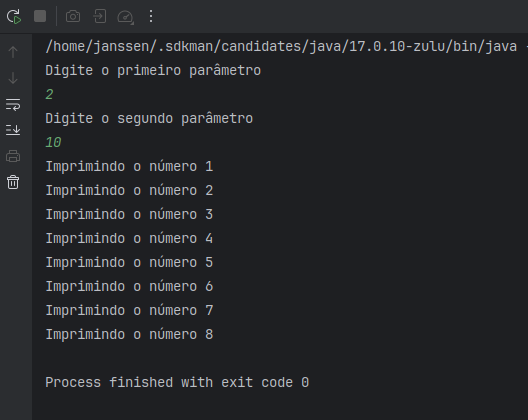 /home/janssen/.sdkman/candidates/java/17.0.10-zulu/bin/java -
Digite o primeiro parâmetro
2
Digite o segundo parâmetro
10
Imprimindo o número 1
Imprimindo o número 2
Imprimindo o número 3
Imprimindo o número 4
Imprimindo o número 5
Imprimindo o número 6
Imprimindo o número 7
Imprimindo o número 8
Process finished with exit code 0